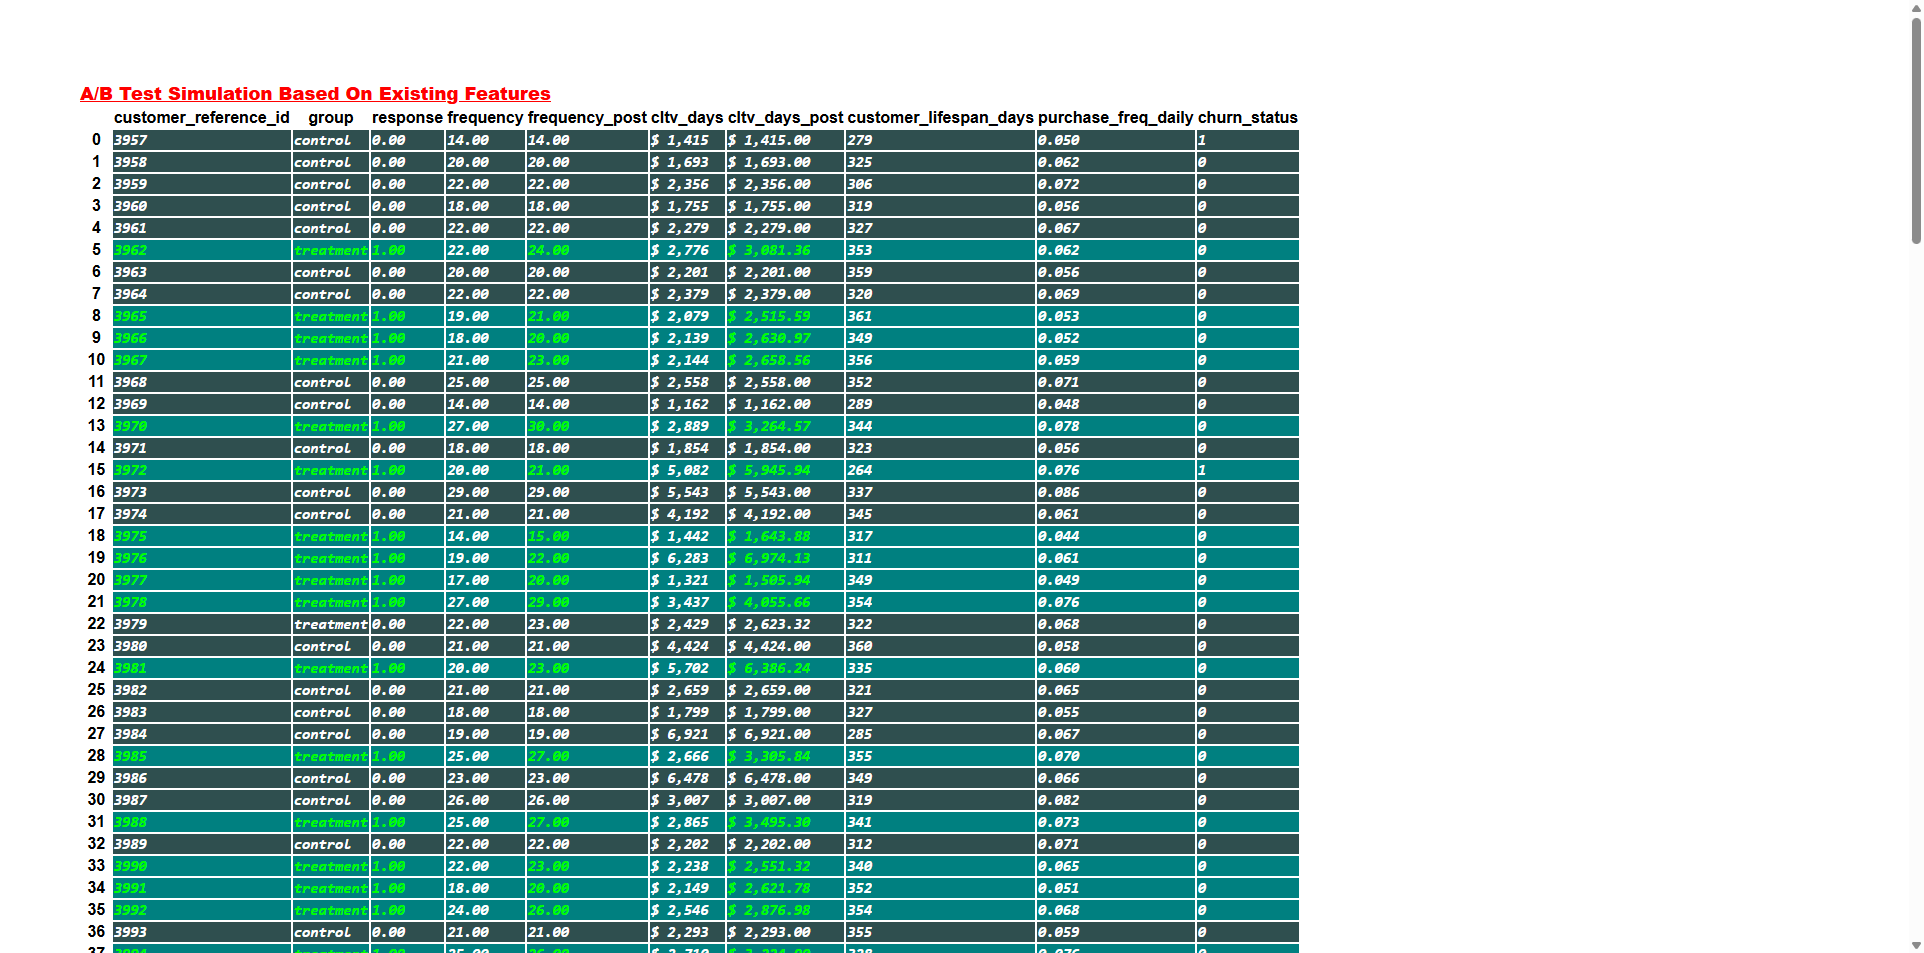 A/B Test Simulation Based On Existing Features
customer_reference_id group response frequency frequency_post cltv_days cltv_days_post customer_lifespan_days purchase_freq_daily churn_status
0 3957 control 0.00 14.00 14.00 $ 1,415 $ 1,415.00 279 0.050 1
1 3958 control 0.00 20.00 20.00 $ 1,693 $ 1,693.00 325 0.062 0
2 3959 control 0.00 22.00 22.00 $ 2,356 $ 2,356.00 306 0.072 0
3 3960 control 0.00 18.00 18.00 $ 1,755 $ 1,755.00 319 0.056 0
4 3961 control 0.00 22.00 22.00 $ 2,279 $ 2,279.00 327 0.067 0
5 3962 treatment 1.00 22.00 24.00 $ 2,776 $ 3,081.36 353 0.062 0
6 3963 control 0.00 20.00 20.00 $ 2,201 $ 2,201.00 359 0.056 0
7 3964 control 0.00 22.00 22.00 $ 2,379 $ 2,379.00 320 0.069 0
8 3965 treatment 1.00 19.00 21.00 $ 2,079 $ 2,515.59 361 0.053 0
9 3966 treatment 1.00 18.00 20.00 $ 2,139 $ 2,630.97 349 0.052 0
10 3967 treatment 1.00 21.00 23.00 $ 2,144 $ 2,658.56 356 0.059 0
11 3968 control 0.00 25.00 25.00 $ 2,558 $ 2,558.00 352 0.071 0
12 3969 control 0.00 14.00 14.00 $ 1,162 $ 1,162.00 289 0.048 0
13 3970 treatment 1.00 27.00 30.00 $ 2,889 $ 3,264.57 344 0.078 0
14 3971 control 0.00 18.00 18.00 $ 1,854 $ 1,854.00 323 0.056 0
15 3972 treatment 1.00 20.00 21.00 $ 5,082 $ 5,945.94 264 0.076 1
16 3973 control 0.00 29.00 29.00 $ 5,543 $ 5,543.00 337 0.086 0
17 3974 control 0.00 21.00 21.00 $ 4,192 $ 4,192.00 345 0.061 0
18 3975 treatment 1.00 14.00 15.00 $ 1,442 $ 1,643.88 317 0.044 0
19 3976 treatment 1.00 19.00 22.00 $ 6,283 $ 6,974.13 311 0.061 0
20 3977 treatment 1.00 17.00 20.00 $ 1,321 $ 1,505.94 349 0.049 0
21 3978 treatment 1.00 27.00 29.00 $ 3,437 $ 4,055.66 354 0.076 0
22 3979 treatment 0.00 22.00 23.00 $ 2,429 $ 2,623.32 322 0.068 0
23 3980 control 0.00 21.00 21.00 $ 4,424 $ 4,424.00 360 0.058 0
24 3981 treatment 1.00 20.00 23.00 $ 5,702 $ 6,386.24 335 0.060 0
25 3982 control 0.00 21.00 21.00 $ 2,659 $ 2,659.00 321 0.065 0
26 3983 control 0.00 18.00 18.00 $ 1,799 $ 1,799.00 327 0.055 0
27 3984 control 0.00 19.00 19.00 $ 6,921 $ 6,921.00 285 0.067 0
28 3985 treatment 1.00 25.00 27.00 $ 2,666 $ 3,305.84 355 0.070 0
29 3986 control 0.00 23.00 23.00 $ 6,478 $ 6,478.00 349 0.066 0
30 3987 control 0.00 26.00 26.00 $ 3,007 $ 3,007.00 319 0.082 0
31 3988 treatment 1.00 25.00 27.00 $ 2,865 $ 3,495.30 341 0.073 0
32 3989 control 0.00 22.00 22.00 $ 2,202 $ 2,202.00 312 0.071 0
33 3990 treatment 1.00 22.00 23.00 $ 2,238 $ 2,551.32 340 0.065 0
34 3991 treatment 1.00 18.00 20.00 $ 2,149 $ 2,621.78 352 0.051 0
35 3992 treatment 1.00 24.00 26.00 $ 2,546 $ 2,876.98 354 0.068 0
36 3993 control 0.00 21.00 21.00 $ 2,293 $ 2,293.00 355 0.059 0
37